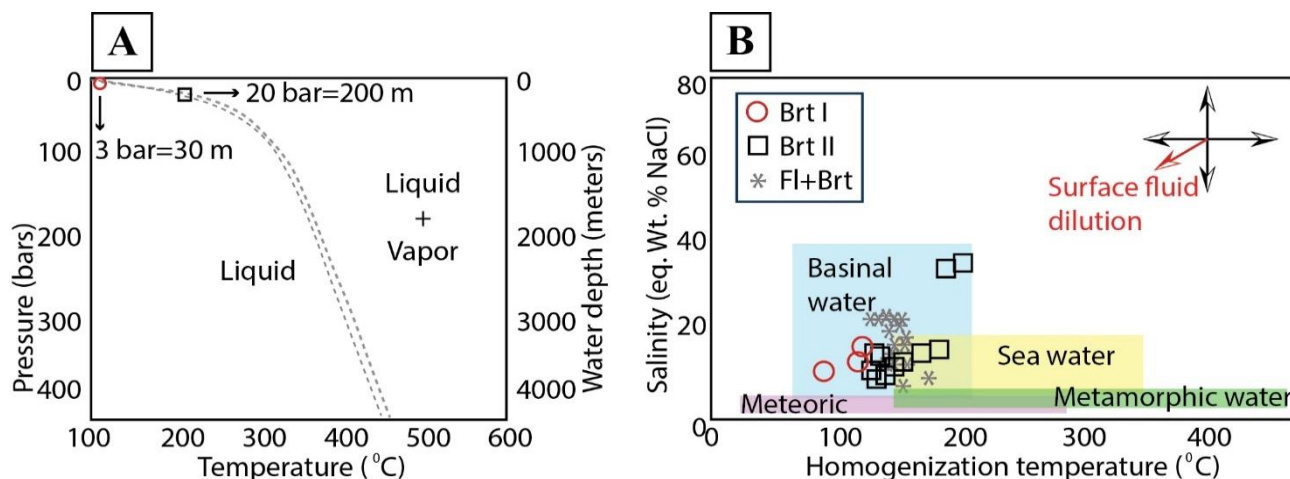 A
0
100
200
300
400
Pressure (bars)
20 bar=200 m
3 bar=30 m
Liquid
+
Vapor
Liquid
0
1000
2000
3000
4000
Water depth (meters)
100 200 300 400 500 600
Temperature (°C)
B
80
60
40
20
0
Salinity (eq. Wt. % NaCl)
Brt I
Brt II
Fl+Brt
Surface fluid
dilution
Basinal
water
Sea water
Meteoric
Metamorphic water
0 100 200 300 400
Homogenization temperature (°C)